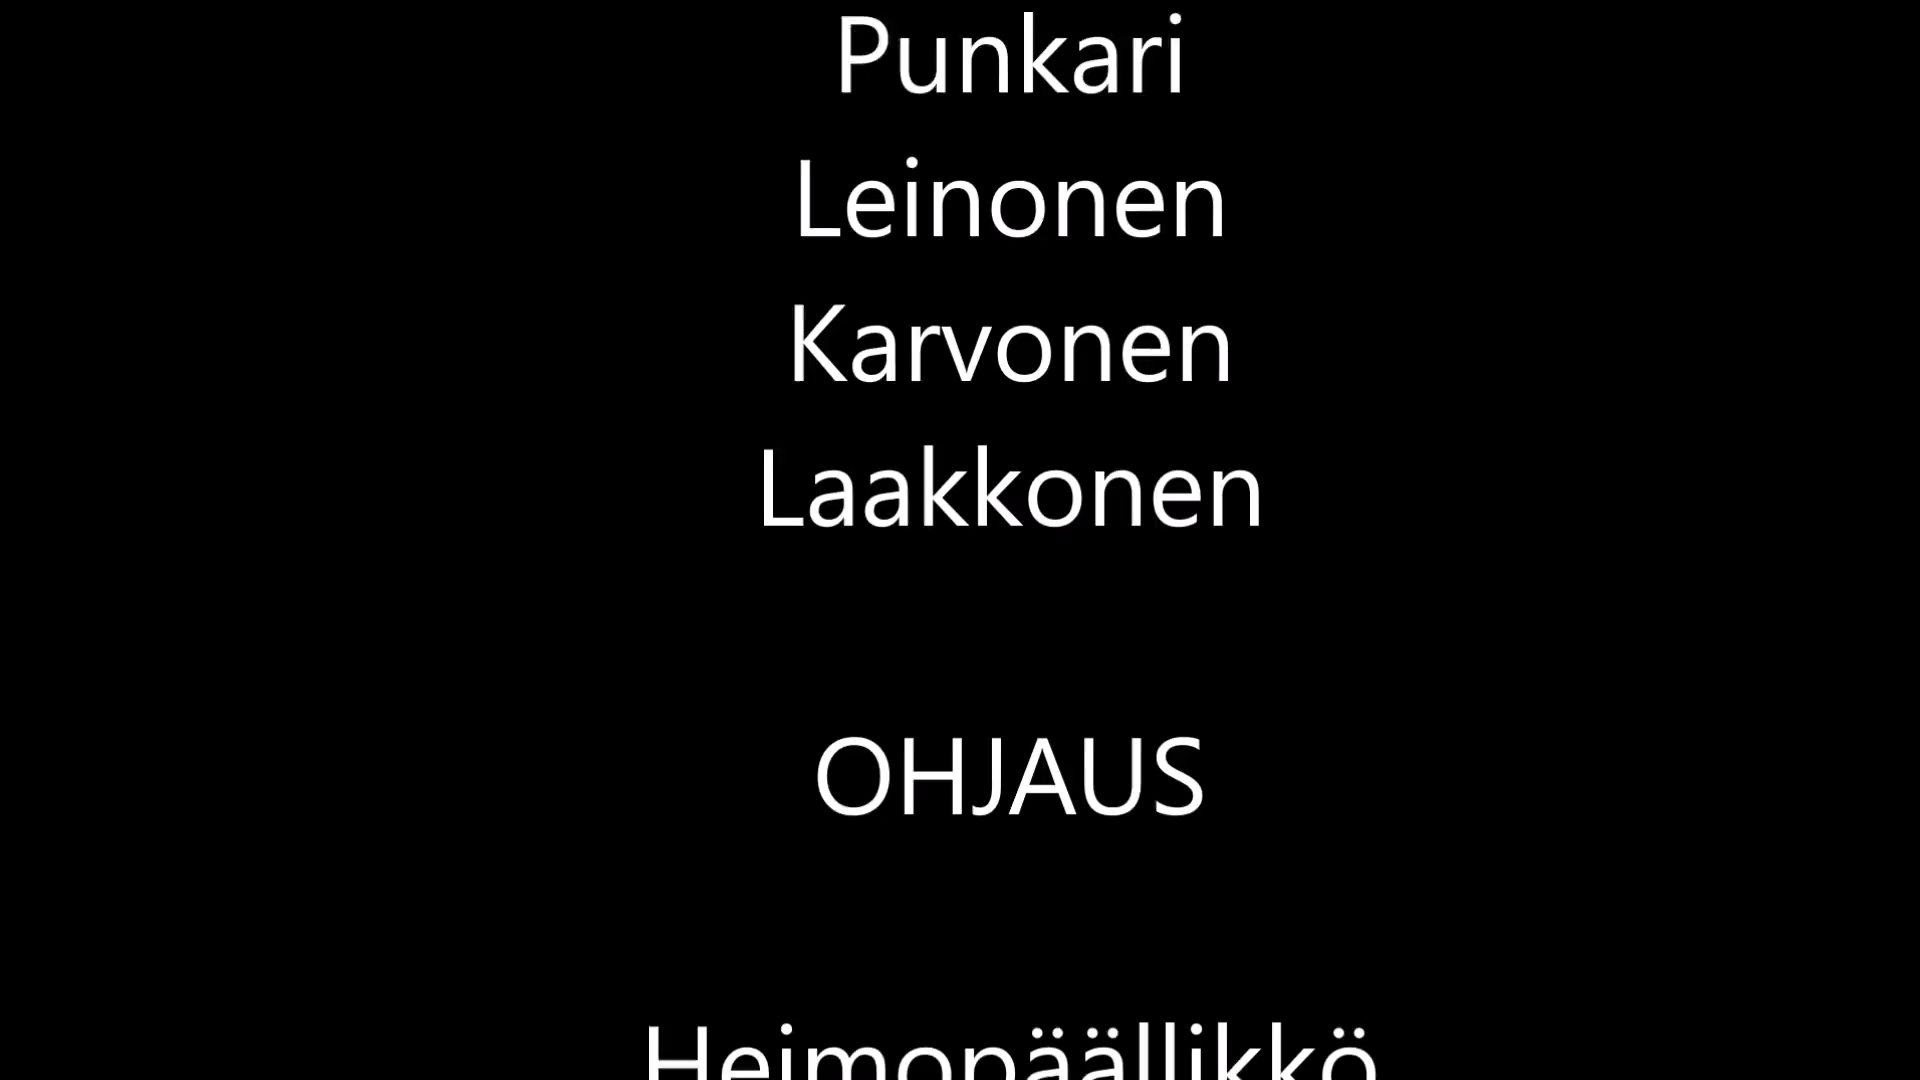 Punkari
Leinonen
Karvonen
Laakkonen
OHJAUS
Heimopäällikkö